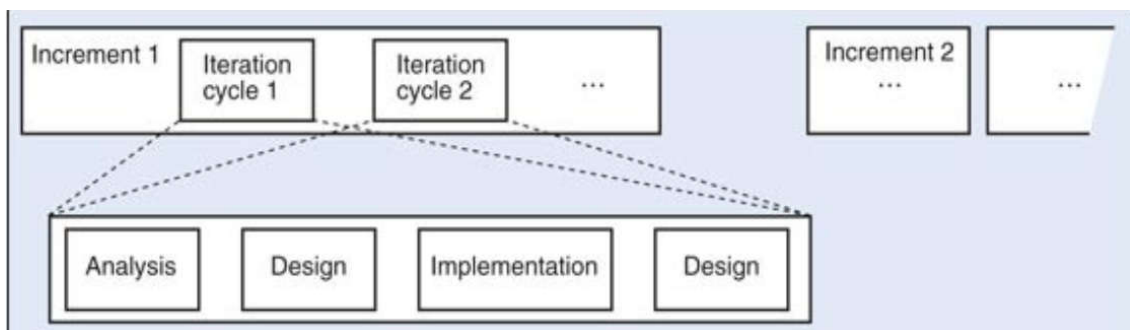 Increment 1
Iteration
cycle 1
Iteration
cycle 2
...
Increment 2
...
...
Analysis
Design
Implementation
Design